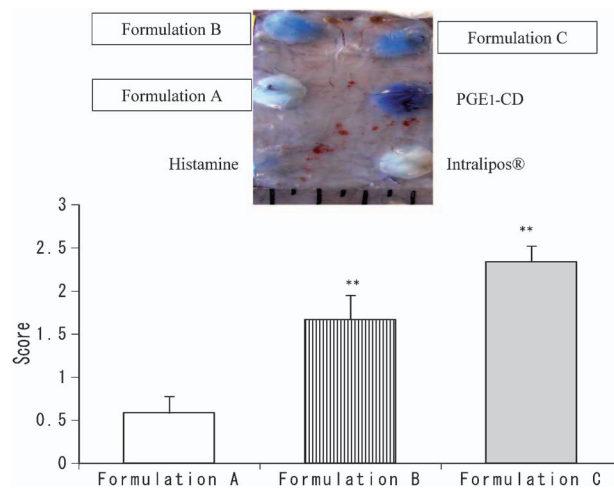 Formulation B
Formulation C
Formulation A
PGE1-CD
Histamine
Intralipos®
3
2.5
2
1.5
1
0.5
0
Score
**
**
Formulation A
Formulation B
Formulation C